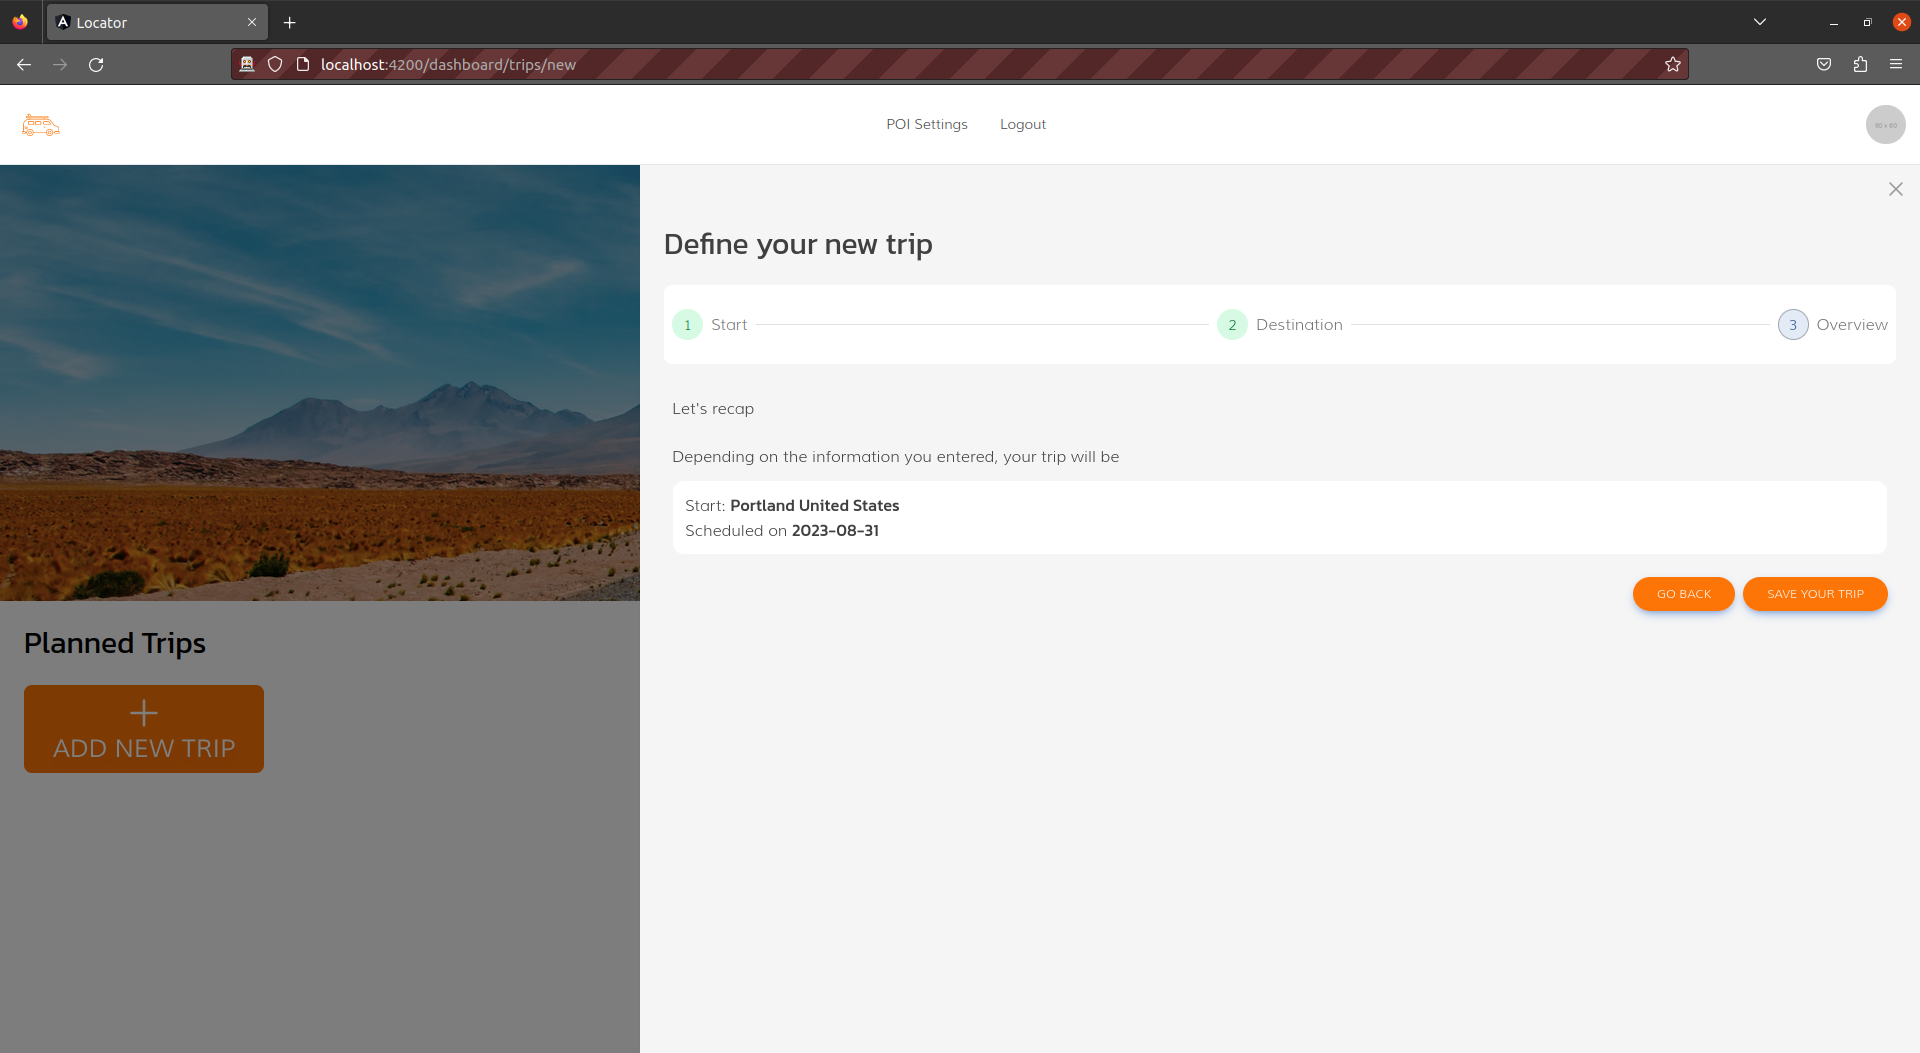 Locator
localhost:4200/dashboard/trips/new
POI Settings
Logout
Define your new trip
1 Start
2 Destination
3 Overview
Let's recap
Depending on the information you entered, your trip will be
Start: Portland United States
Scheduled on 2023-08-31
GO BACK
SAVE YOUR TRIP
Planned Trips
ADD NEW TRIP